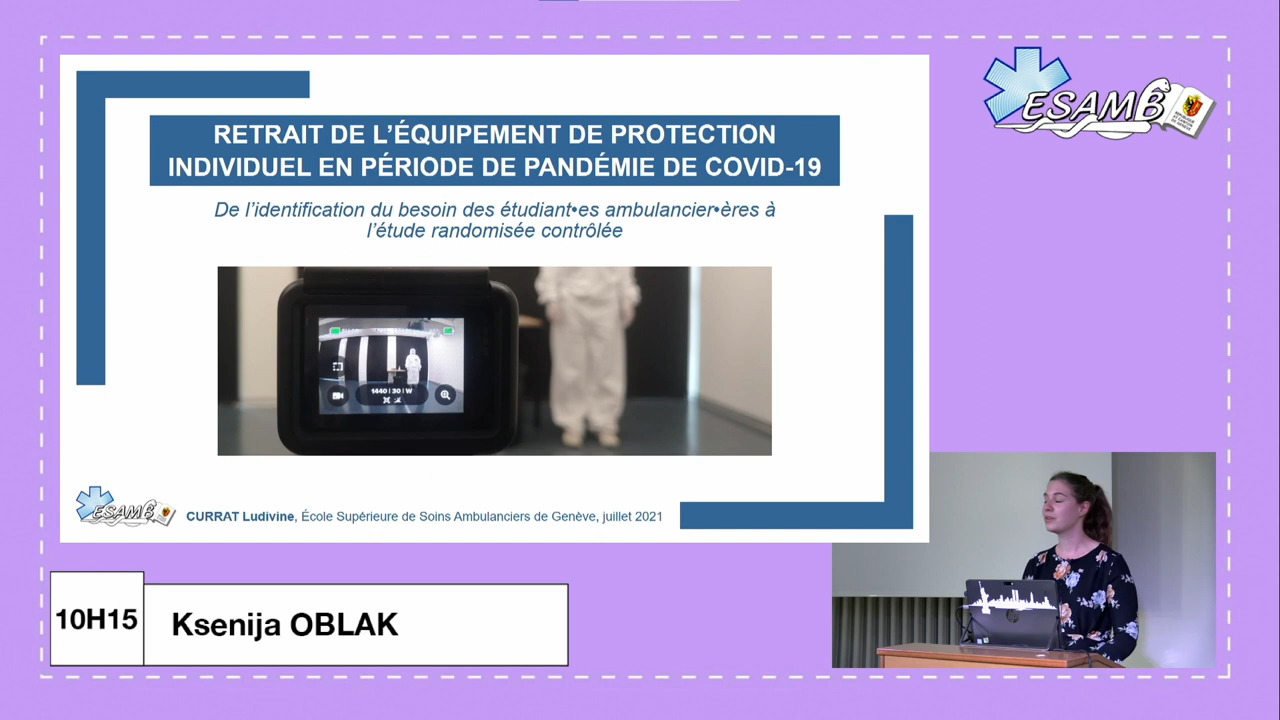 RETRAIT DE L'ÉQUIPEMENT DE PROTECTION
INDIVIDUEL EN PÉRIODE DE PANDÉMIE DE COVID-19
De l'identification du besoin des étudiant•es ambulancier•ères à
l'étude randomisée contrôlée
1440 | 30 | W
ESAMB
CURRAT Ludivine, École Supérieure de Soins Ambulanciers de Genève, juillet 2021
ESAMB
10H15
Ksenija OBLAK